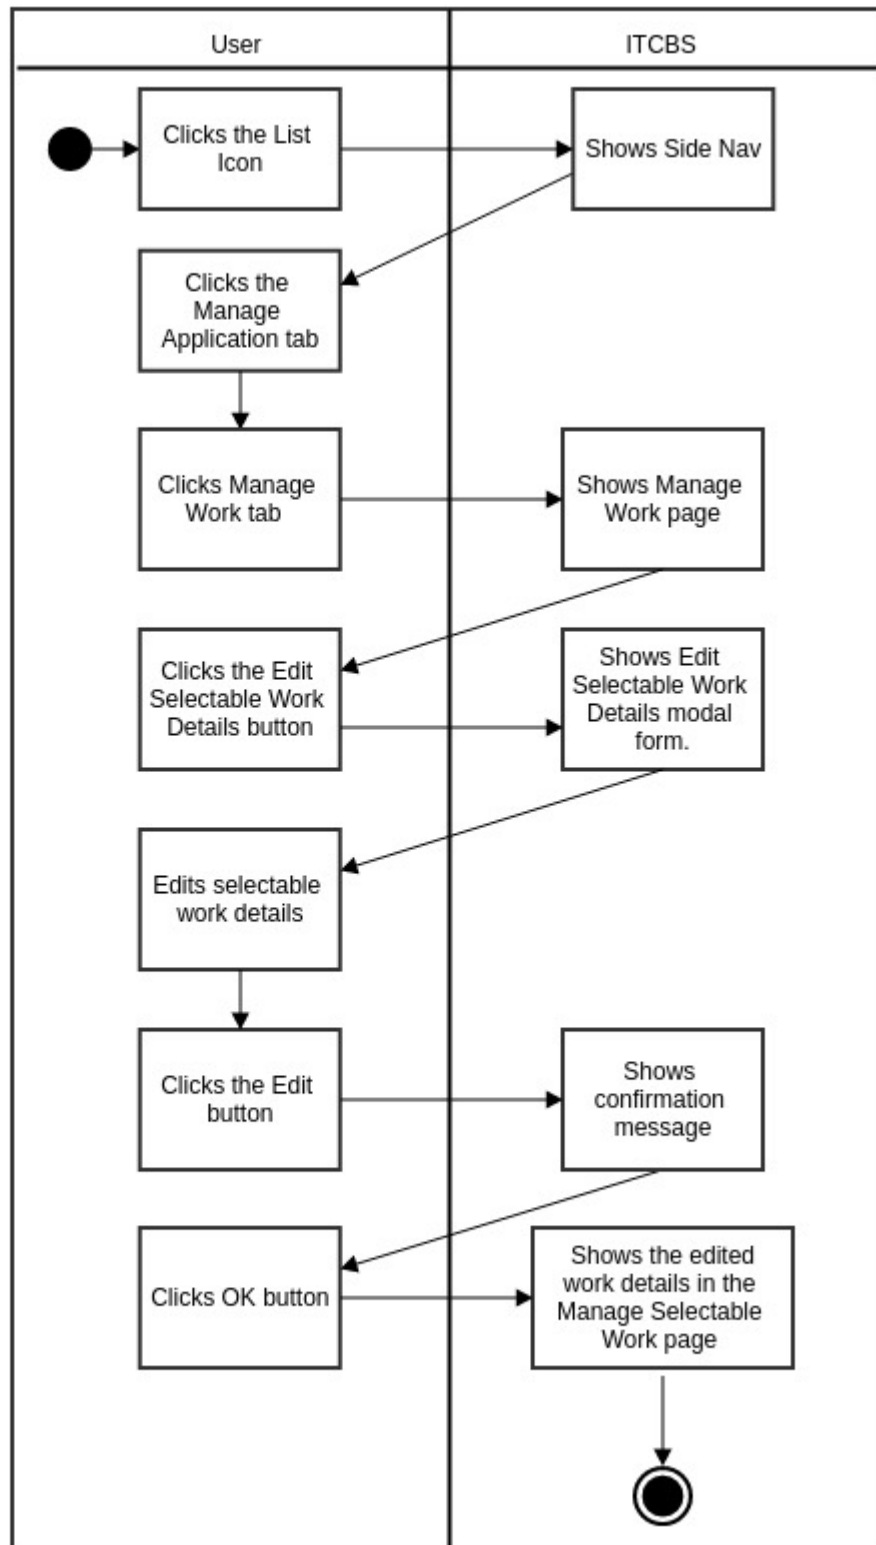 User
ITCBS
Clicks the List
Icon
Shows Side Nav
Clicks the
Manage
Application tab
Clicks Manage
Work tab
Shows Manage
Work page
Clicks the Edit
Selectable Work
Details button
Shows Edit
Selectable Work
Details modal
form.
Edits selectable
work details
Clicks the Edit
button
Shows
confirmation
message
Clicks OK button
Shows the edited
work details in the
Manage Selectable
Work page